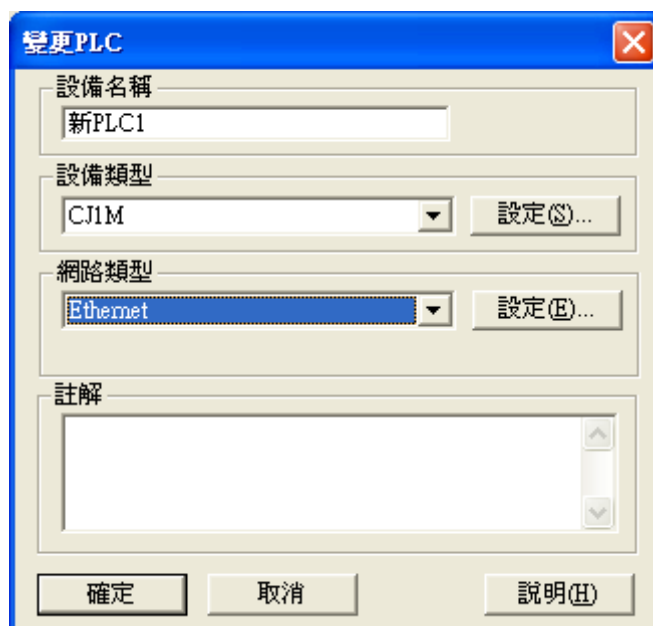 變更PLC
設備名稱
新PLC1
設備類型
CJ1M
設定(S)...
網路類型
Ethernet
設定(E)...
註解
確定
取消
說明(H)